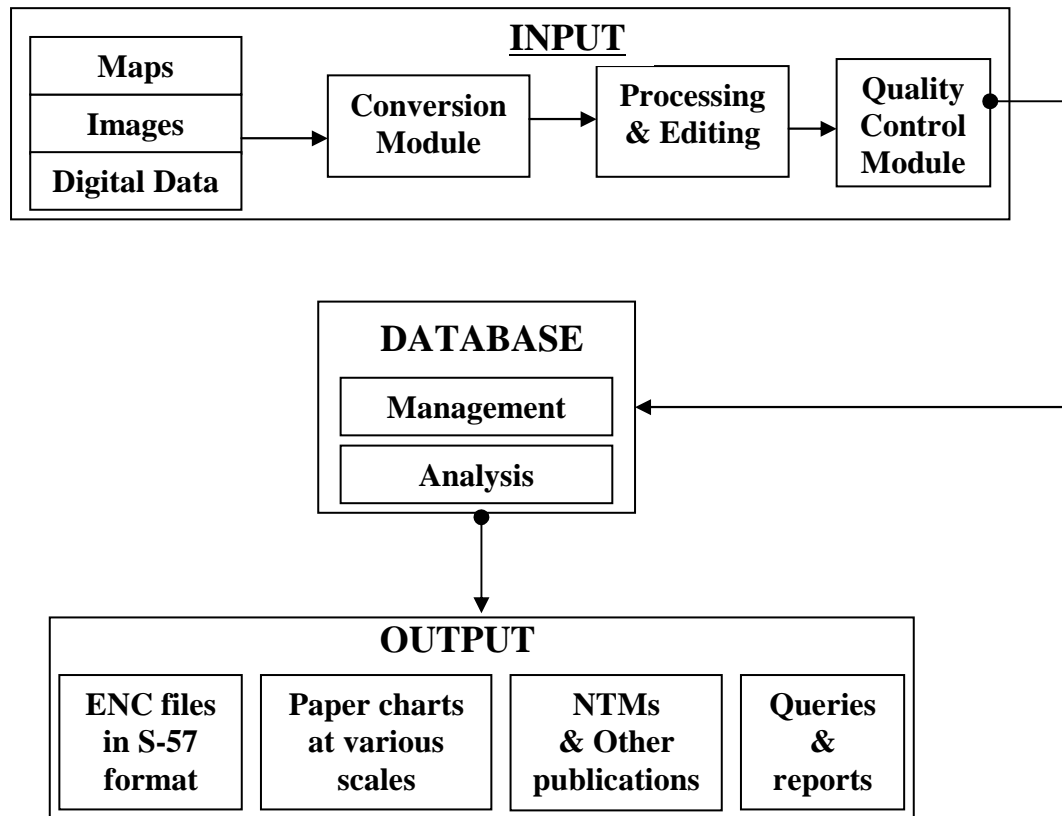 INPUT
Maps
Images
Digital Data
Conversion
Module
Processing
& Editing
Quality
Control
Module
DATABASE
Management
Analysis
OUTPUT
ENC files
in S-57
format
Paper charts
at various
scales
NTMs
& Other
publications
Queries
&
reports